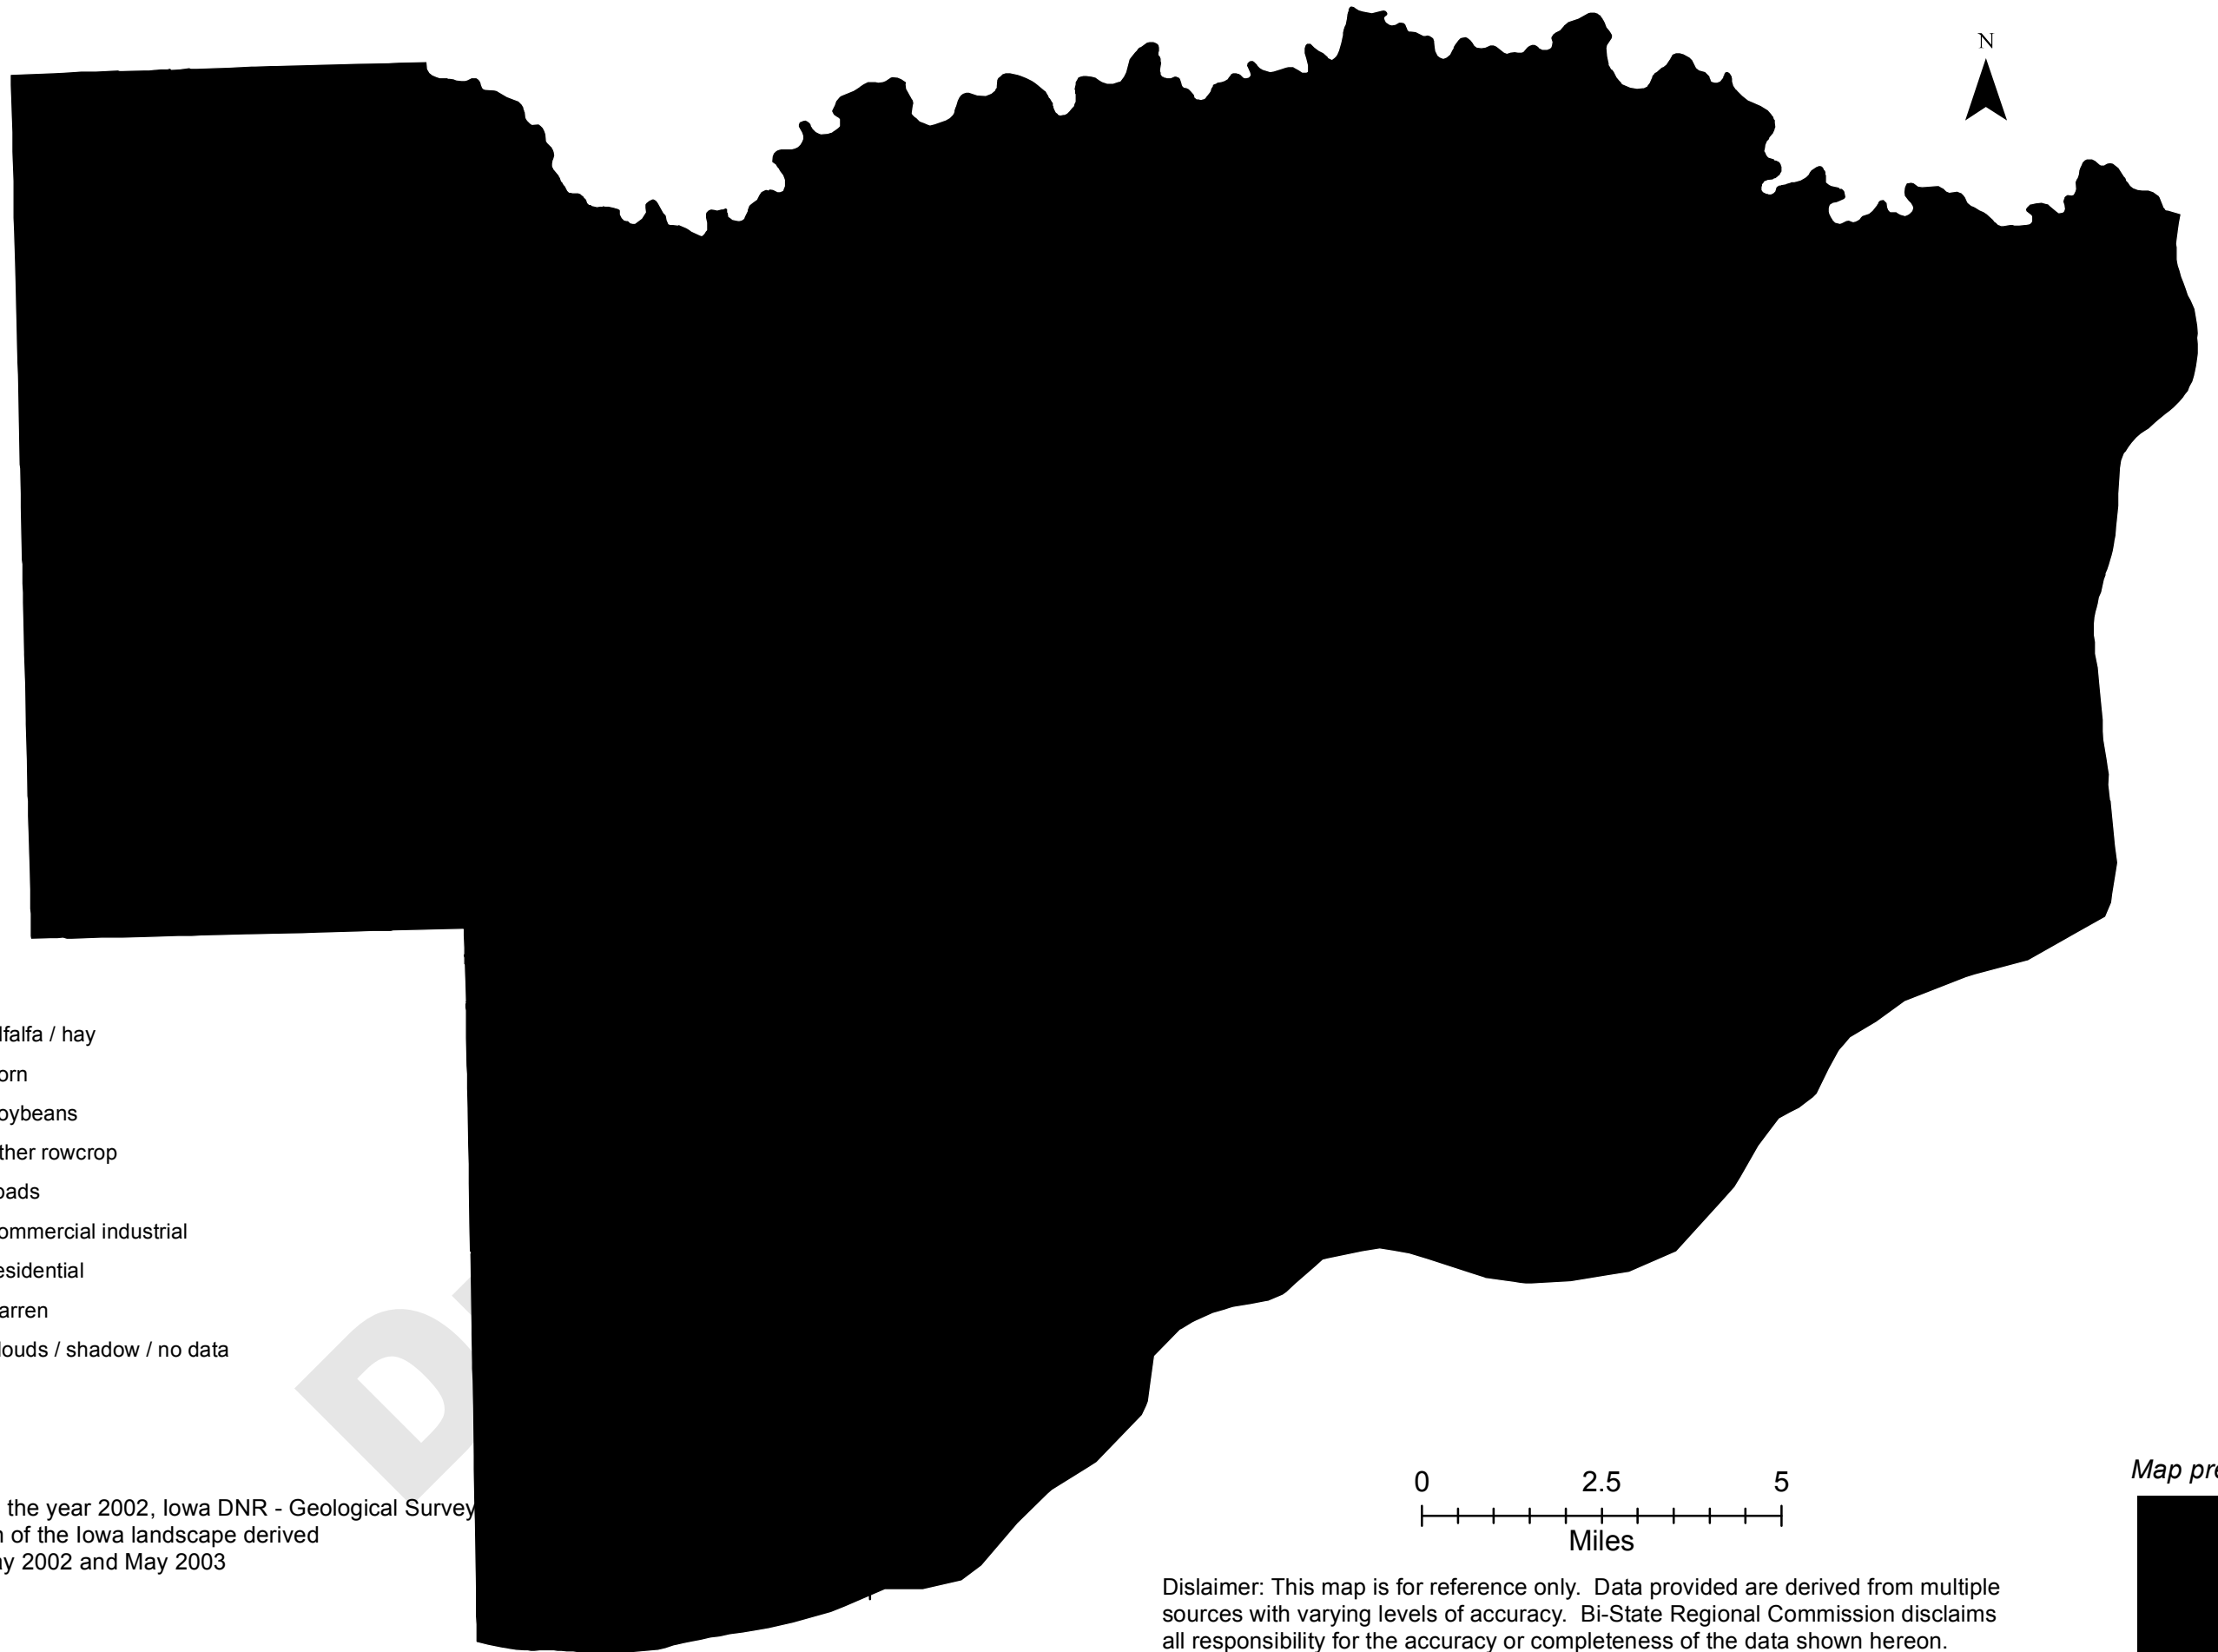 N
lfalfa / hay
orn
oybeans
ther rowcrop
oads
ommercial industrial
esidential
arren
louds / shadow / no data
D
the year 2002, Iowa DNR - Geological Survey
n of the Iowa landscape derived
ay 2002 and May 2003
0 2.5 5
Miles
Dislaimer: This map is for reference only. Data provided are derived from multiple
sources with varying levels of accuracy. Bi-State Regional Commission disclaims
all responsibility for the accuracy or completeness of the data shown hereon.
Map pre